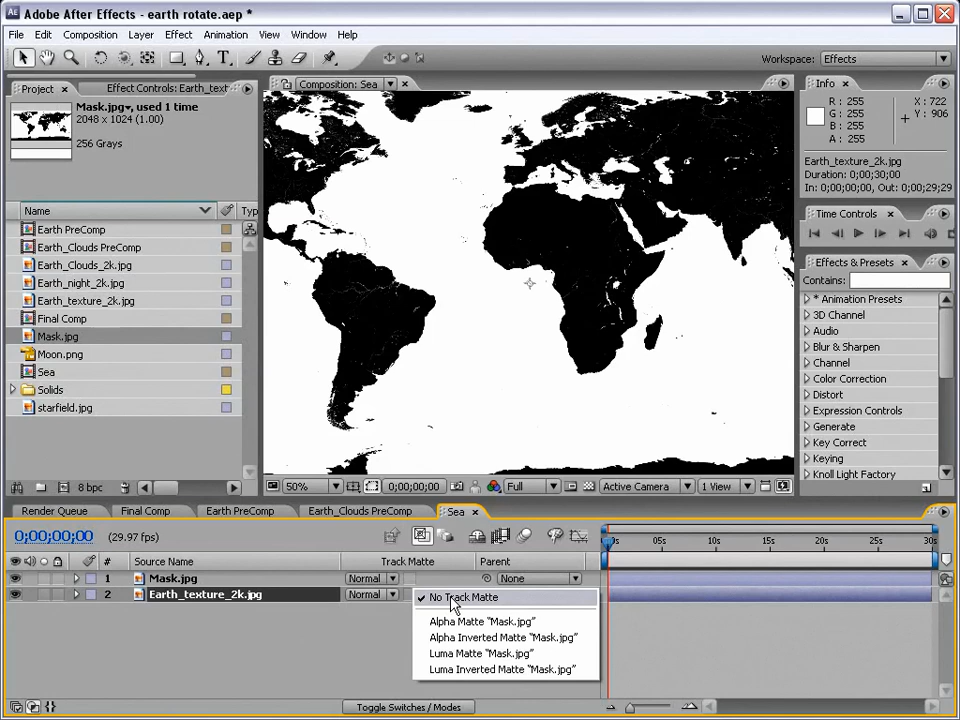 Adobe After Effects - earth rotate.aep *
File Edit Composition Layer Effect Animation View Window Help
Workspace: Effects
Project Effect Controls: Earth_text
Mask.jpg, used 1 time
2048 x 1024 (1.00)
256 Grays
Name Typ
Earth PreComp
Earth_Clouds PreComp
Earth_Clouds_2k.jpg
Earth_night_2k.jpg
Earth_texture_2k.jpg
Final Comp
Mask.jpg
Moon.png
Sea
Solids
starfield.jpg
8 bpc
Composition: Sea
50% 0;00;00;00 Full Active Camera 1 View
Info
R : 255
G : 255
B : 255
A : 255
X : 722
Y : 906
Earth_texture_2k.jpg
Duration: 0;00;30;00
In: 0;00;00;00, Out: 0;00;29;29
Time Controls
Effects & Presets
Contains:
* Animation Presets
3D Channel
Audio
Blur & Sharpen
Channel
Color Correction
Distort
Expression Controls
Generate
Key Correct
Keying
Knoll Light Factory
Render Queue Final Comp Earth PreComp Earth_Clouds PreComp Sea
0;00;00;00 (29.97 fps)
0s 05s 10s 15s 20s 25s 30s
# Source Name Track Matte Parent
1 Mask.jpg Normal None
2 Earth_texture_2k.jpg Normal
No Track Matte
Alpha Matte "Mask.jpg"
Alpha Inverted Matte "Mask.jpg"
Luma Matte "Mask.jpg"
Luma Inverted Matte "Mask.jpg"
Toggle Switches / Modes